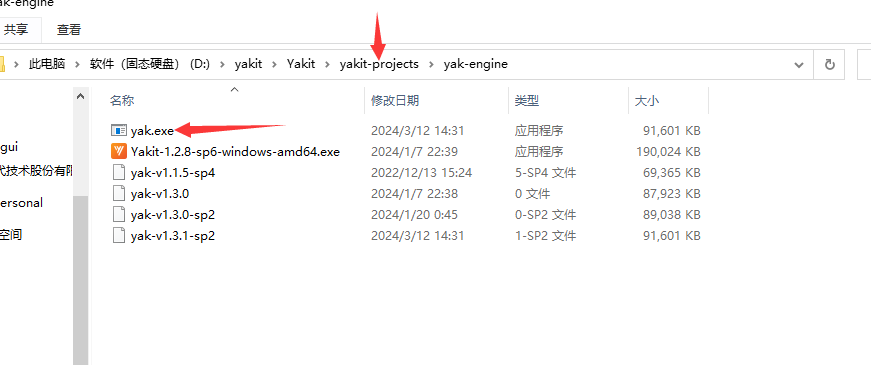 ak-engine
共享 查看
此电脑 软件（固态硬盘） (D:) yakit Yakit yakit-projects yak-engine
名称 修改日期 类型 大小
yak.exe 2024/3/12 14:31 应用程序 91,601 KB
gui
Yakit-1.2.8-sp6-windows-amd64.exe 2024/1/7 22:39 应用程序 190,024 KB
代技术股份有限
yak-v1.1.5-sp4 2022/12/13 15:24 5-SP4 文件 69,365 KB
yak-v1.3.0 2024/1/7 22:38 0 文件 87,923 KB
ersonal
yak-v1.3.0-sp2 2024/1/20 0:45 0-SP2 文件 89,038 KB
空间
yak-v1.3.1-sp2 2024/3/12 14:31 1-SP2 文件 91,601 KB